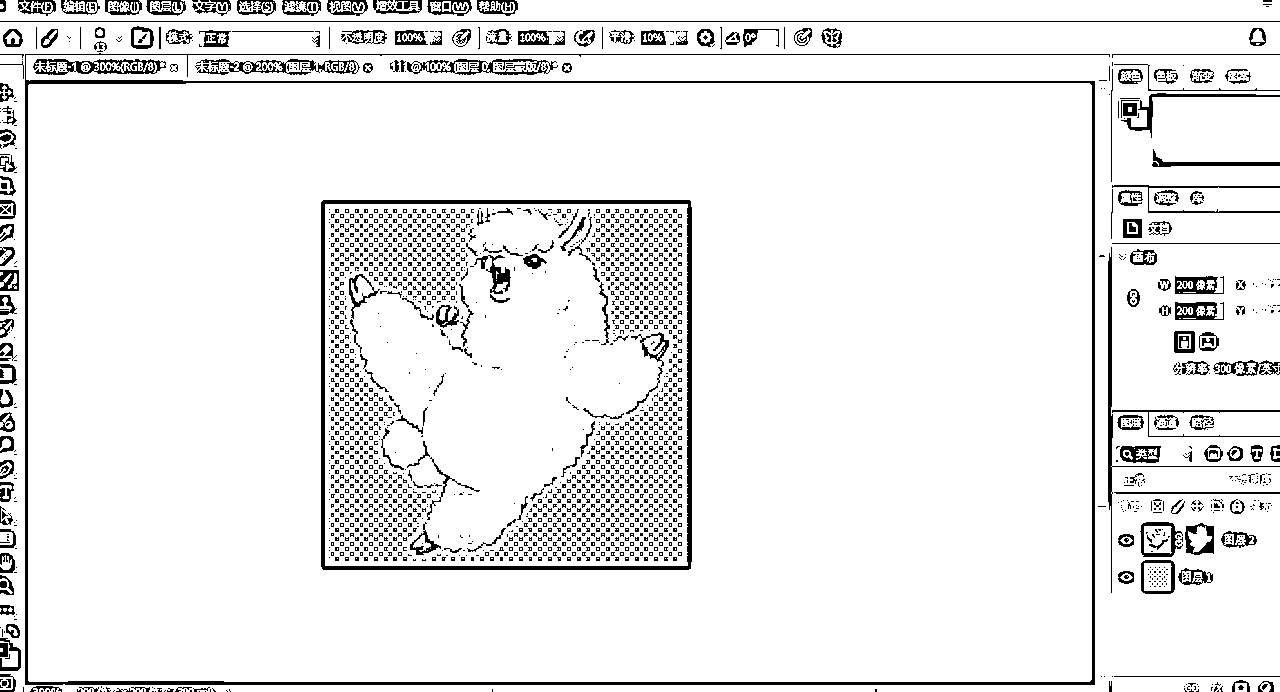 文件(F) 编辑(E) 图像(I) 图层(L) 文字(Y) 选择(S) 滤镜(T) 视图(V) 增效工具 窗口(W) 帮助(H)
13 模式: 正常 不透明度: 100% 流量: 100% 平滑: 10% 0°
未标题-1 @ 300%(RGB/8)* × 未标题-2 @ 200% (图层 1, RGB/8) × 111 @ 100% (图层 0, 图层蒙版/8)* ×
颜色 色板 渐变 图案
属性 调整 库
文档
画布
W 200 像素 X
H 200 像素 Y
分辨率: 300 像素/英寸
图层 通道 路径
类型
正常 不透明度
图层 2
图层 1